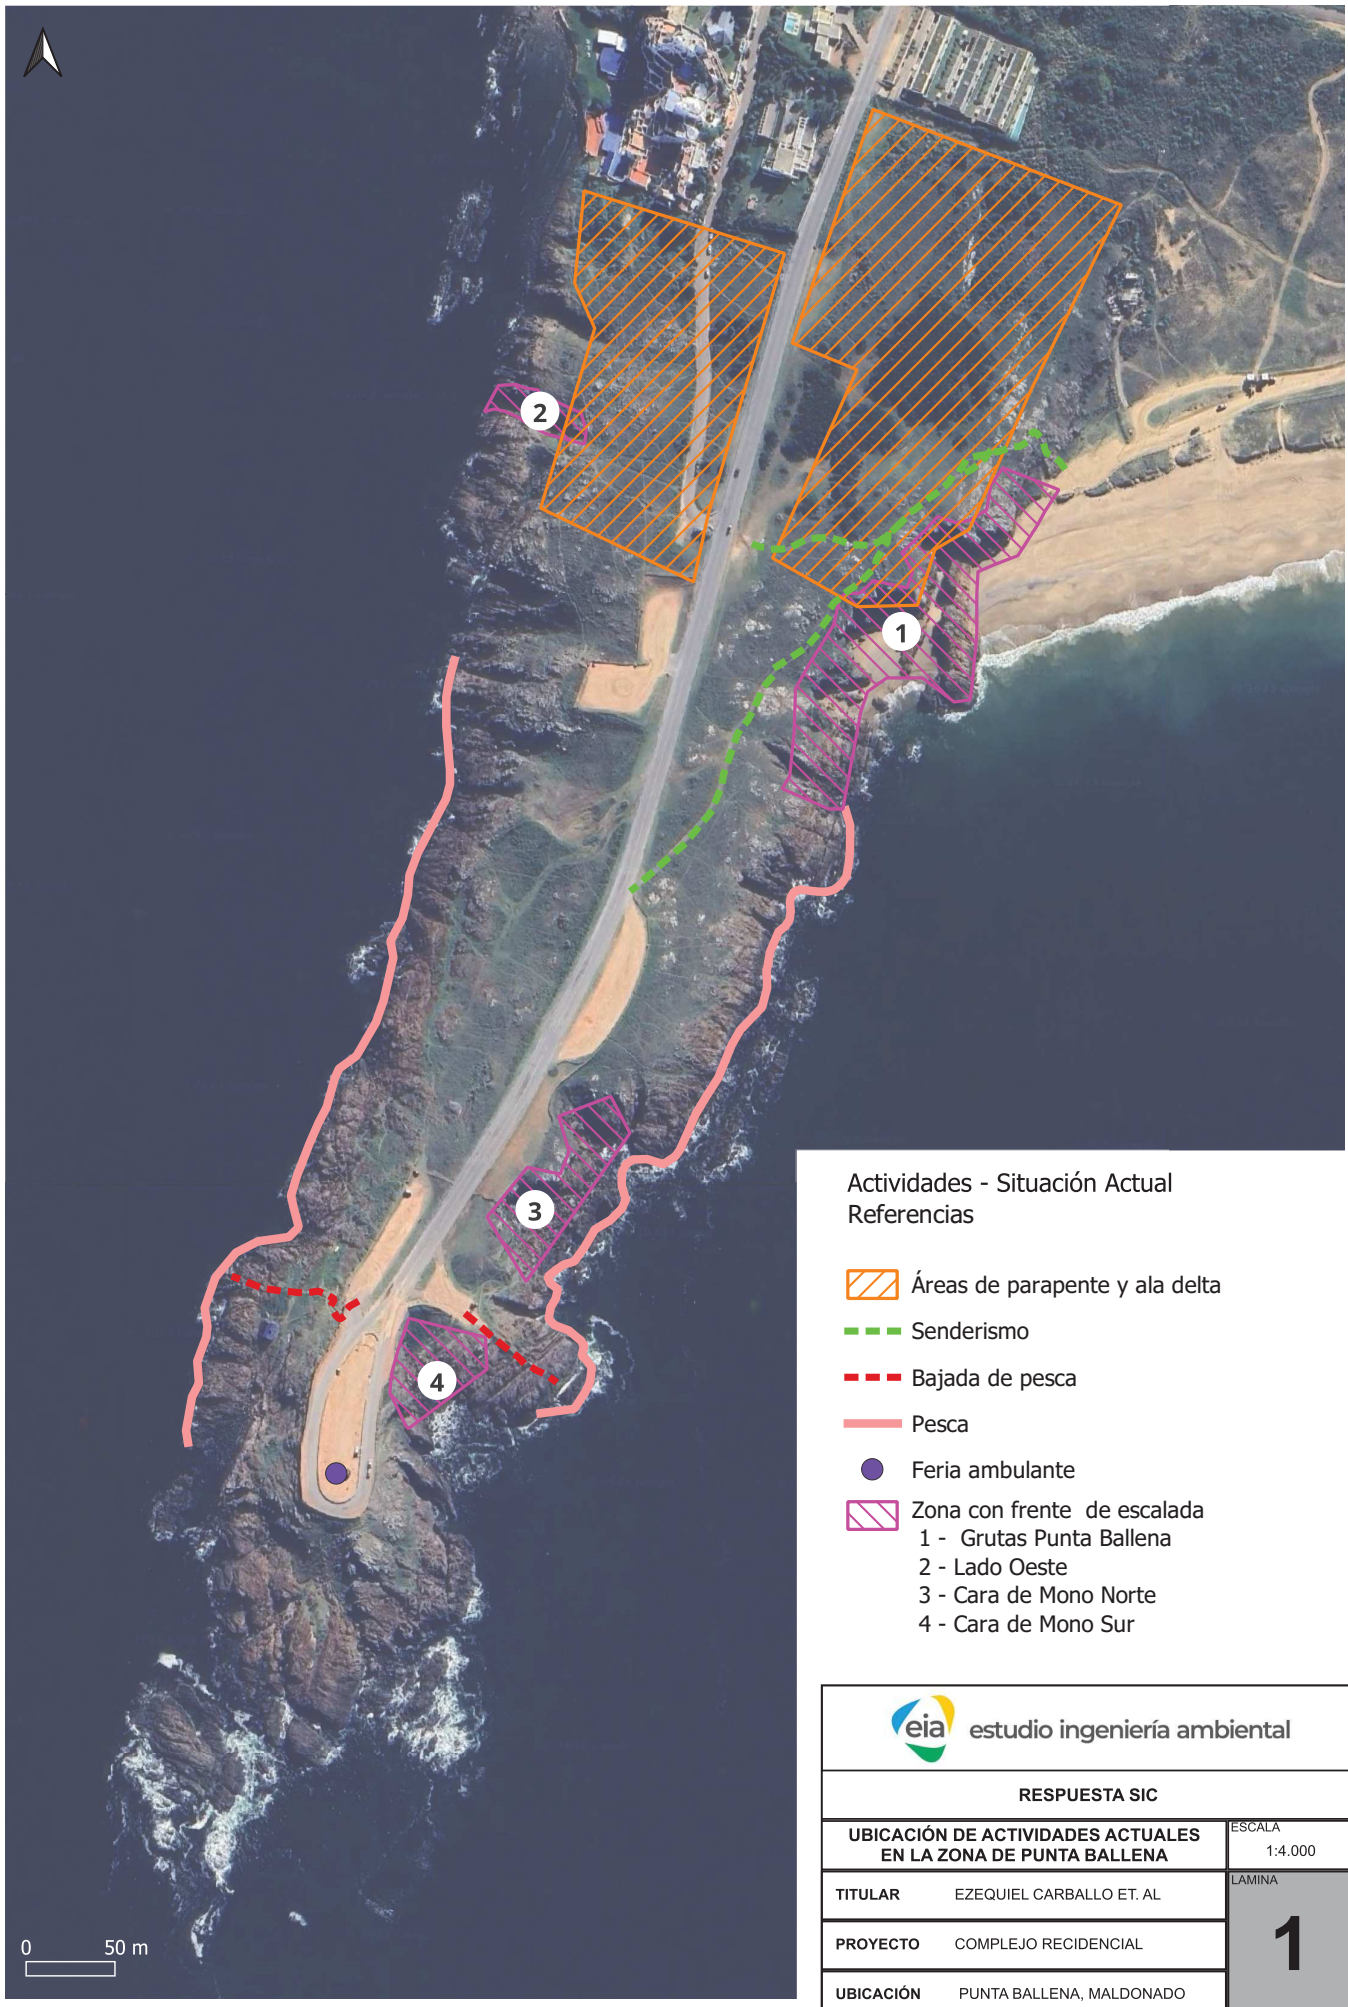 2
1
3
4
Actividades - Situación Actual
Referencias
Áreas de parapente y ala delta
Senderismo
Bajada de pesca
Pesca
Feria ambulante
Zona con frente de escalada
1 - Grutas Punta Ballena
2 - Lado Oeste
3 - Cara de Mono Norte
4 - Cara de Mono Sur
eia estudio ingeniería ambiental
RESPUESTA SIC
UBICACIÓN DE ACTIVIDADES ACTUALES
EN LA ZONA DE PUNTA BALLENA
ESCALA
1:4.000
TITULAR EZEQUIEL CARBALLO ET. AL
LAMINA
1
PROYECTO COMPLEJO RECIDENCIAL
UBICACIÓN PUNTA BALLENA, MALDONADO
0 50 m